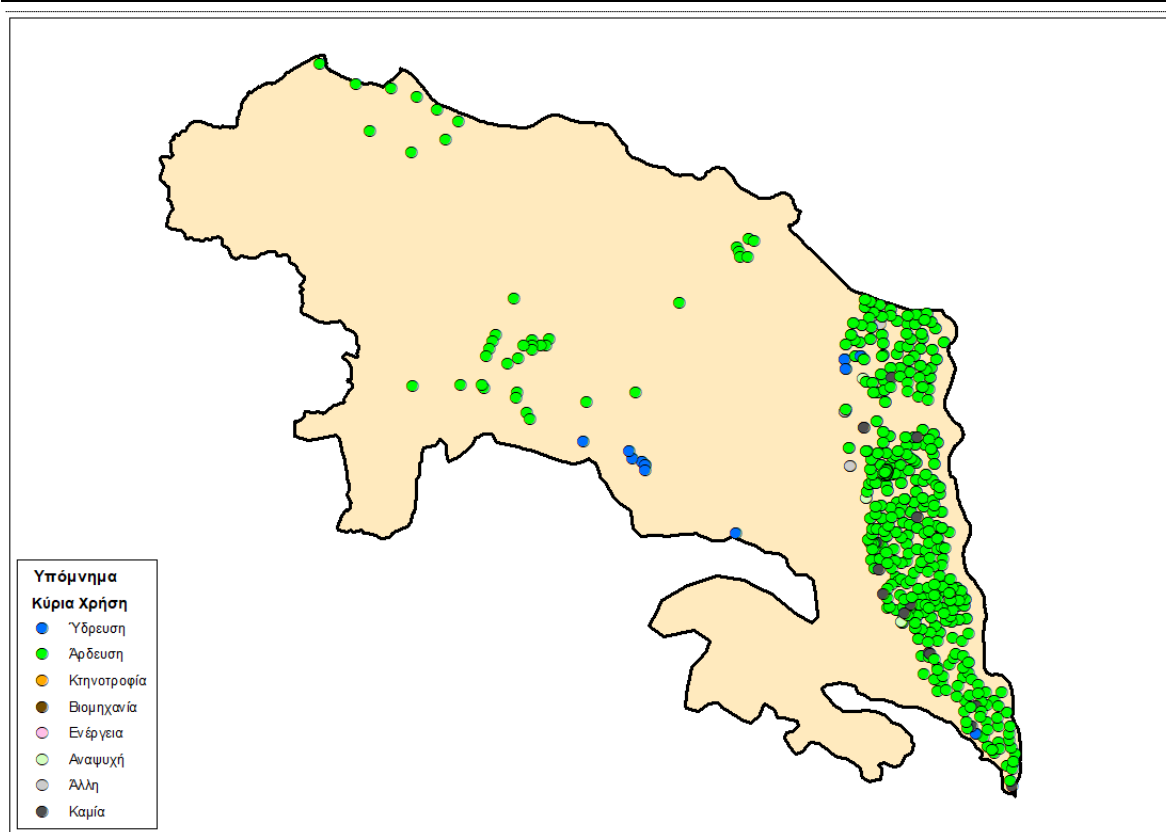 Υπόμνημα
Κύρια Χρήση
Ύδρευση
Άρδευση
Κτηνοτροφία
Βιομηχανία
Ενέργεια
Αναψυχή
Άλλη
Καμία